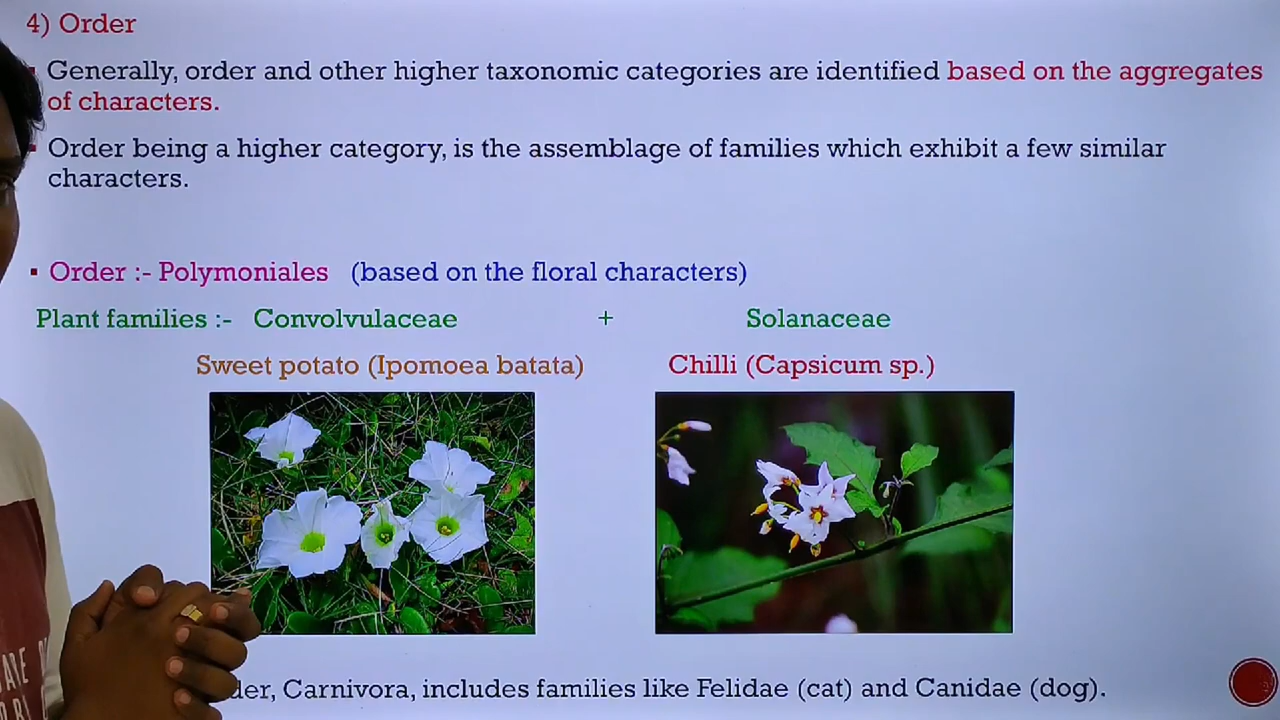 4) Order
Generally, order and other higher taxonomic categories are identified based on the aggregates
of characters.
Order being a higher category, is the assemblage of families which exhibit a few similar
characters.
Order :- Polymoniales (based on the floral characters)
Plant families :- Convolvulaceae + Solanaceae
Sweet potato (Ipomoea batata) Chilli (Capsicum sp.)
Carnivora, includes families like Felidae (cat) and Canidae (dog).